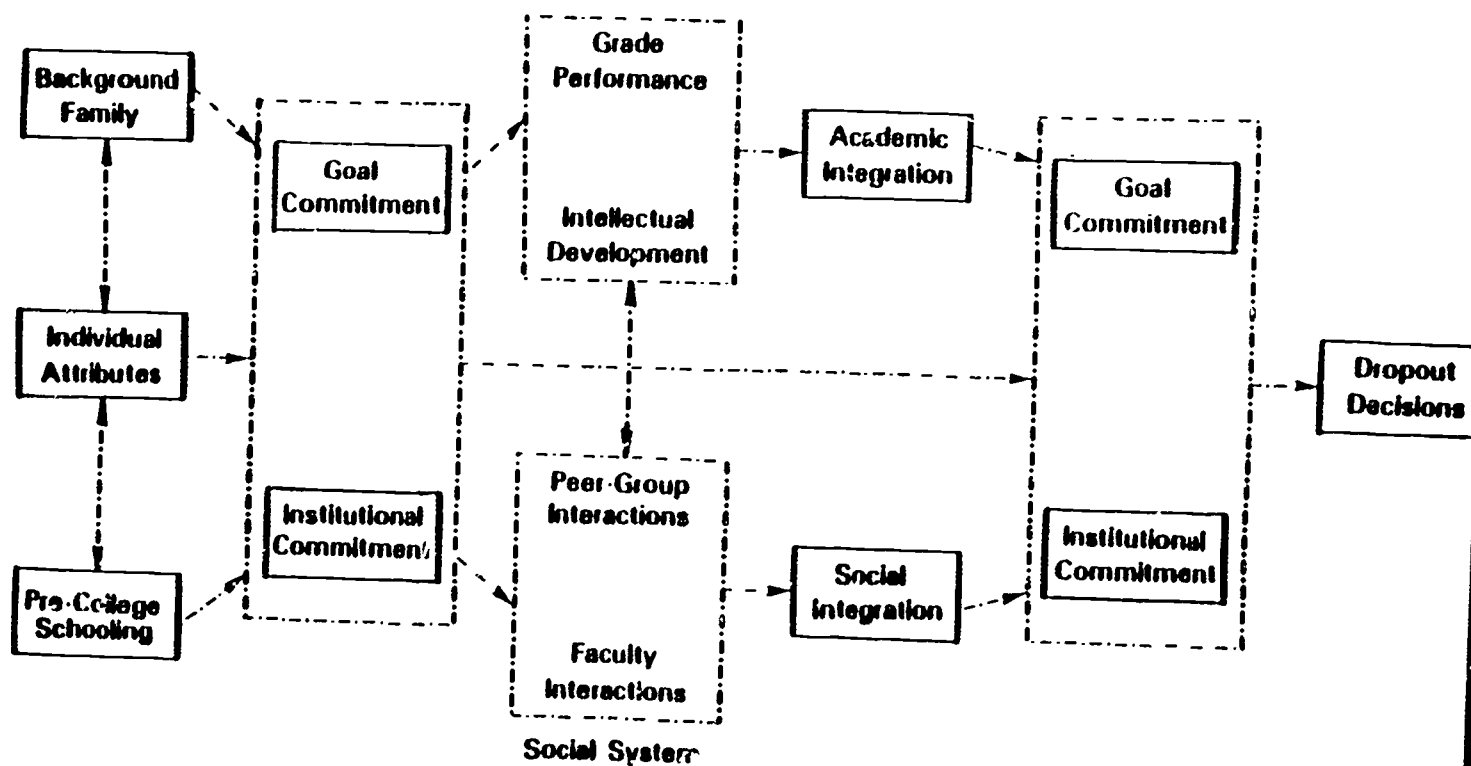 Background
Family
Individual
Attributes
Pre-College
Schooling
Goal
Commitment
Institutional
Commitment
Grade
Performance
Intellectual
Development
Peer-Group
Interactions
Faculty
Interactions
Social System
Academic
Integration
Social
Integration
Goal
Commitment
Institutional
Commitment
Dropout
Decisions